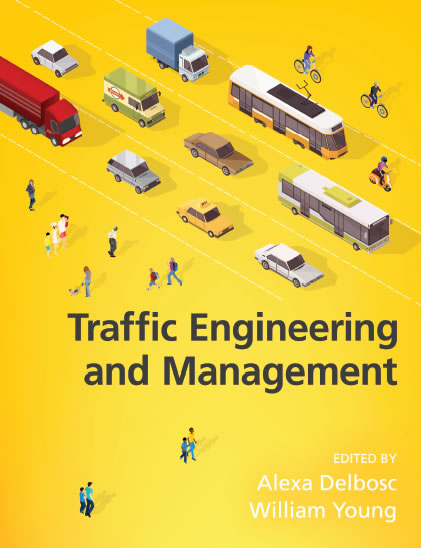 Traffic Engineering
and Management
EDITED BY
Alexa Delbosc
William Young